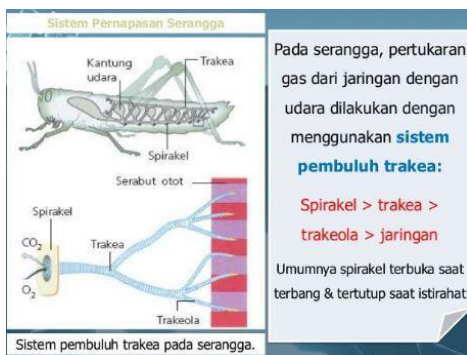 Sistem Pernapasan Serangga
Kantung
udara
Trakea
Spirakel
Serabut otot
Spirakel
CO2
O2
Trakea
Trakeola
Sistem pembuluh trakea pada serangga.
Pada serangga, pertukaran
gas dari jaringan dengan
udara dilakukan dengan
menggunakan sistem
pembuluh trakea:
Spirakel > trakea >
trakeola > jaringan
Umumnya spirakel terbuka saat
terbang & tertutup saat istirahat